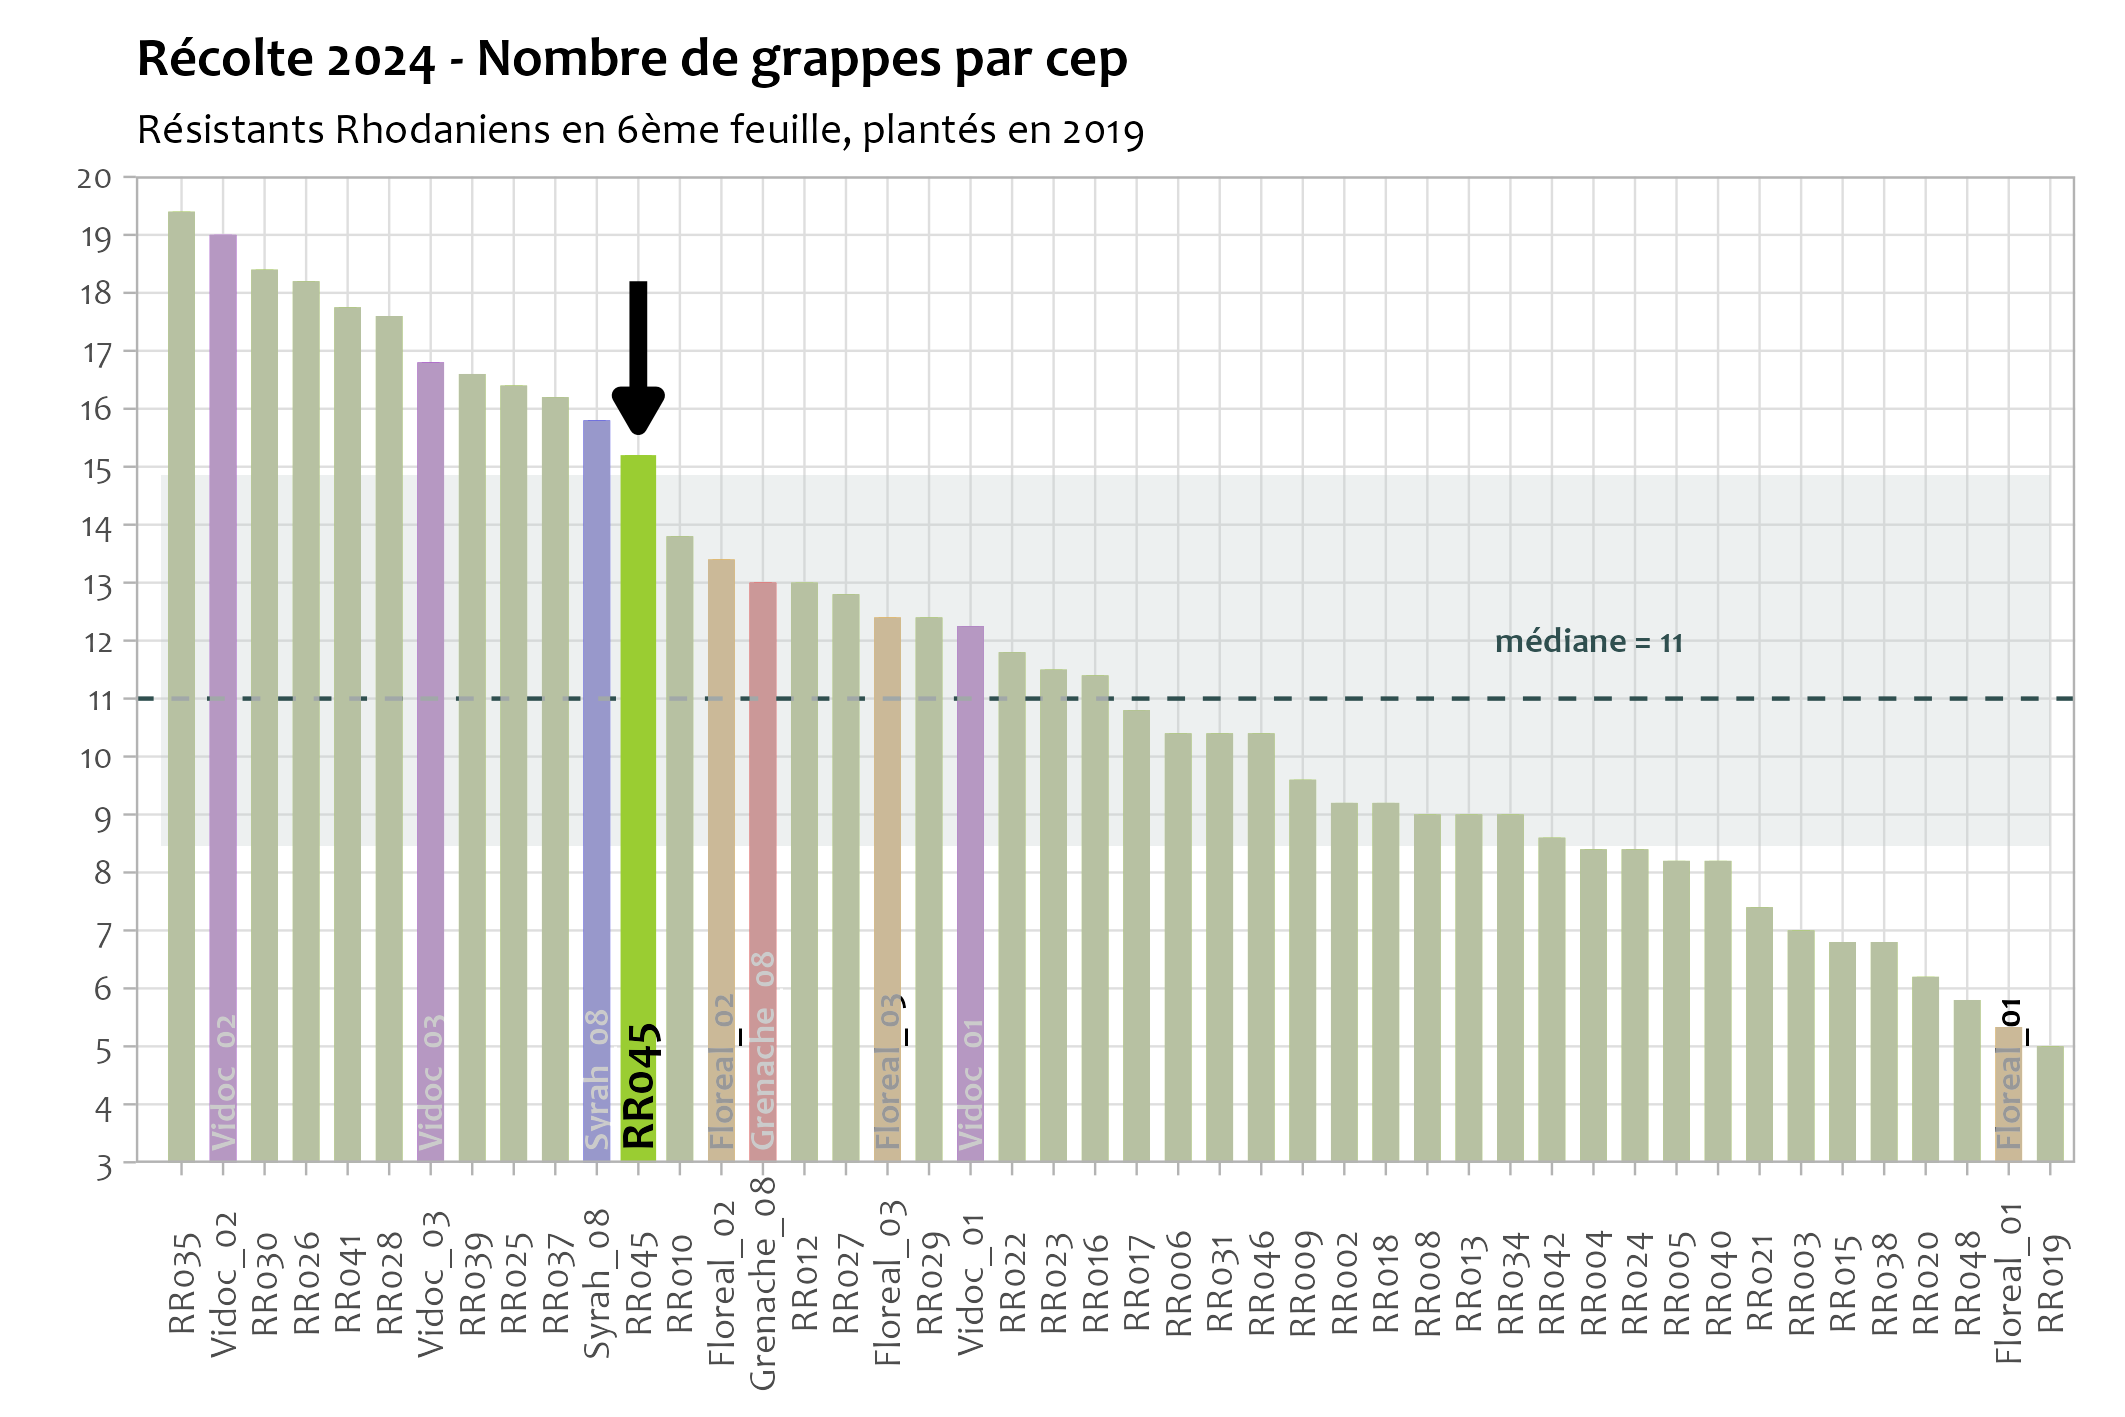 Récolte 2024 - Nombre de grappes par cep
Résistants Rhodaniens en 6ème feuille, plantés en 2019
20
19
18
17
16
15
14
13
12
11
10
9
8
7
6
5
4
3
médiane = 11
Vidoc_02
Vidoc_03
Syrah_08
RR045
Floreal_02
Grenache_08
Floreal_03
Vidoc_01
Floreal_01
RR035
Vidoc_02
RR030
RR026
RR041
RR028
Vidoc_03
RR039
RR025
RR037
Syrah_08
RR045
RR010
Floreal_02
Grenache_08
RR012
RR027
Floreal_03
RR029
Vidoc_01
RR022
RR023
RR016
RR017
RR006
RR031
RR046
RR009
RR002
RR018
RR008
RR013
RR034
RR042
RR004
RR024
RR005
RR040
RR021
RR003
RR015
RR038
RR020
RR048
Floreal_01
RR019